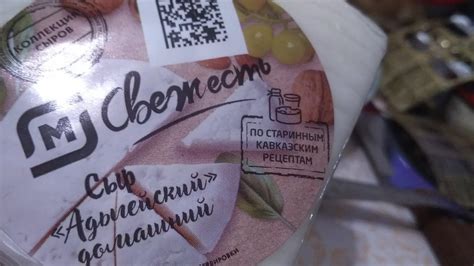 КОЛЛЕКЦИЯ
СЫРОВ
М Свежесть
ПО СТАРИННЫМ
КАВКАЗСКИМ
РЕЦЕПТАМ
Сыр
«Адыгейский»
домашний